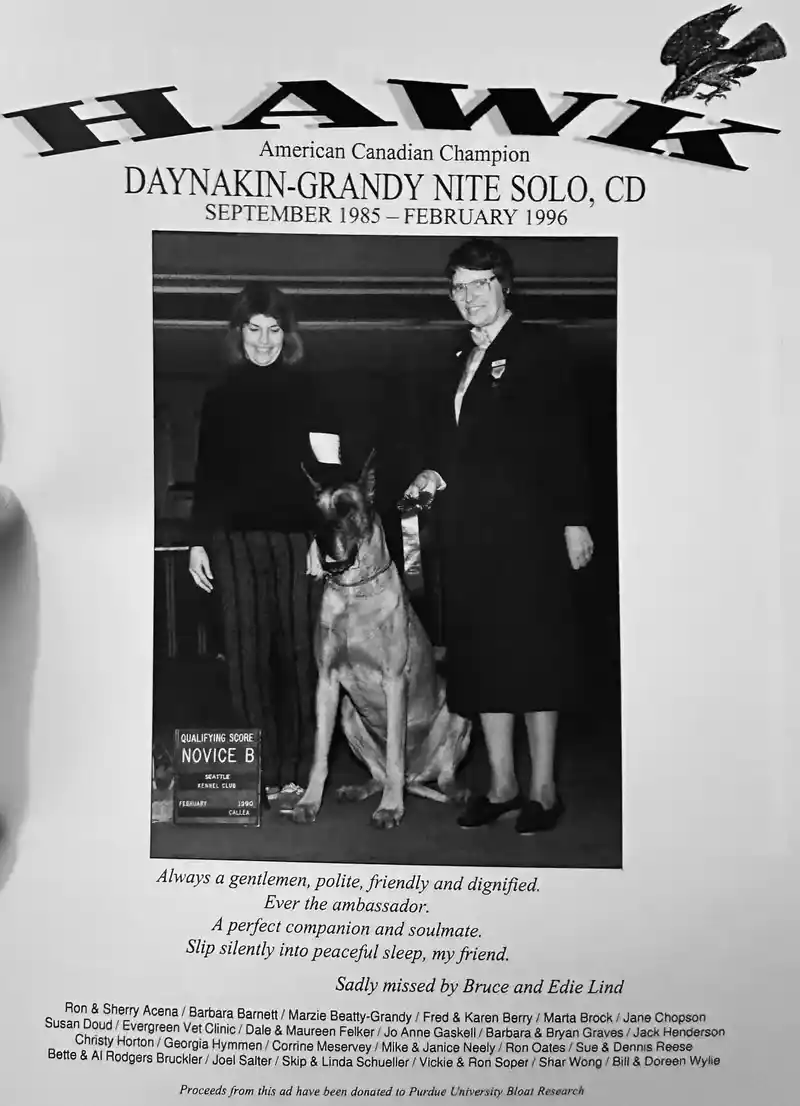 HAWK
American Canadian Champion
DAYNAKIN-GRANDY NITE SOLO, CD
SEPTEMBER 1985 – FEBRUARY 1996
QUALIFYING SCORE
NOVICE B
SEATTLE
KENNEL CLUB
FEBRUARY 1990
CALLEA
Always a gentlemen, polite, friendly and dignified.
Ever the ambassador.
A perfect companion and soulmate.
Slip silently into peaceful sleep, my friend.
Sadly missed by Bruce and Edie Lind
Ron & Sherry Acena / Barbara Barnett / Marzie Beatty-Grandy / Fred & Karen Berry / Marta Brock / Jane Chopson
Susan Doud / Evergreen Vet Clinic / Dale & Maureen Felker / Jo Anne Gaskell / Barbara & Bryan Graves / Jack Henderson
Christy Horton / Georgia Hymmen / Corrine Meservey / Mike & Janice Neely / Ron Oates / Sue & Dennis Reese
Bette & Al Rodgers Bruckler / Joel Salter / Skip & Linda Schueller / Vickie & Ron Soper / Shar Wong / Bill & Doreen Wylie
Proceeds from this ad have been donated to Purdue University Bloat Research